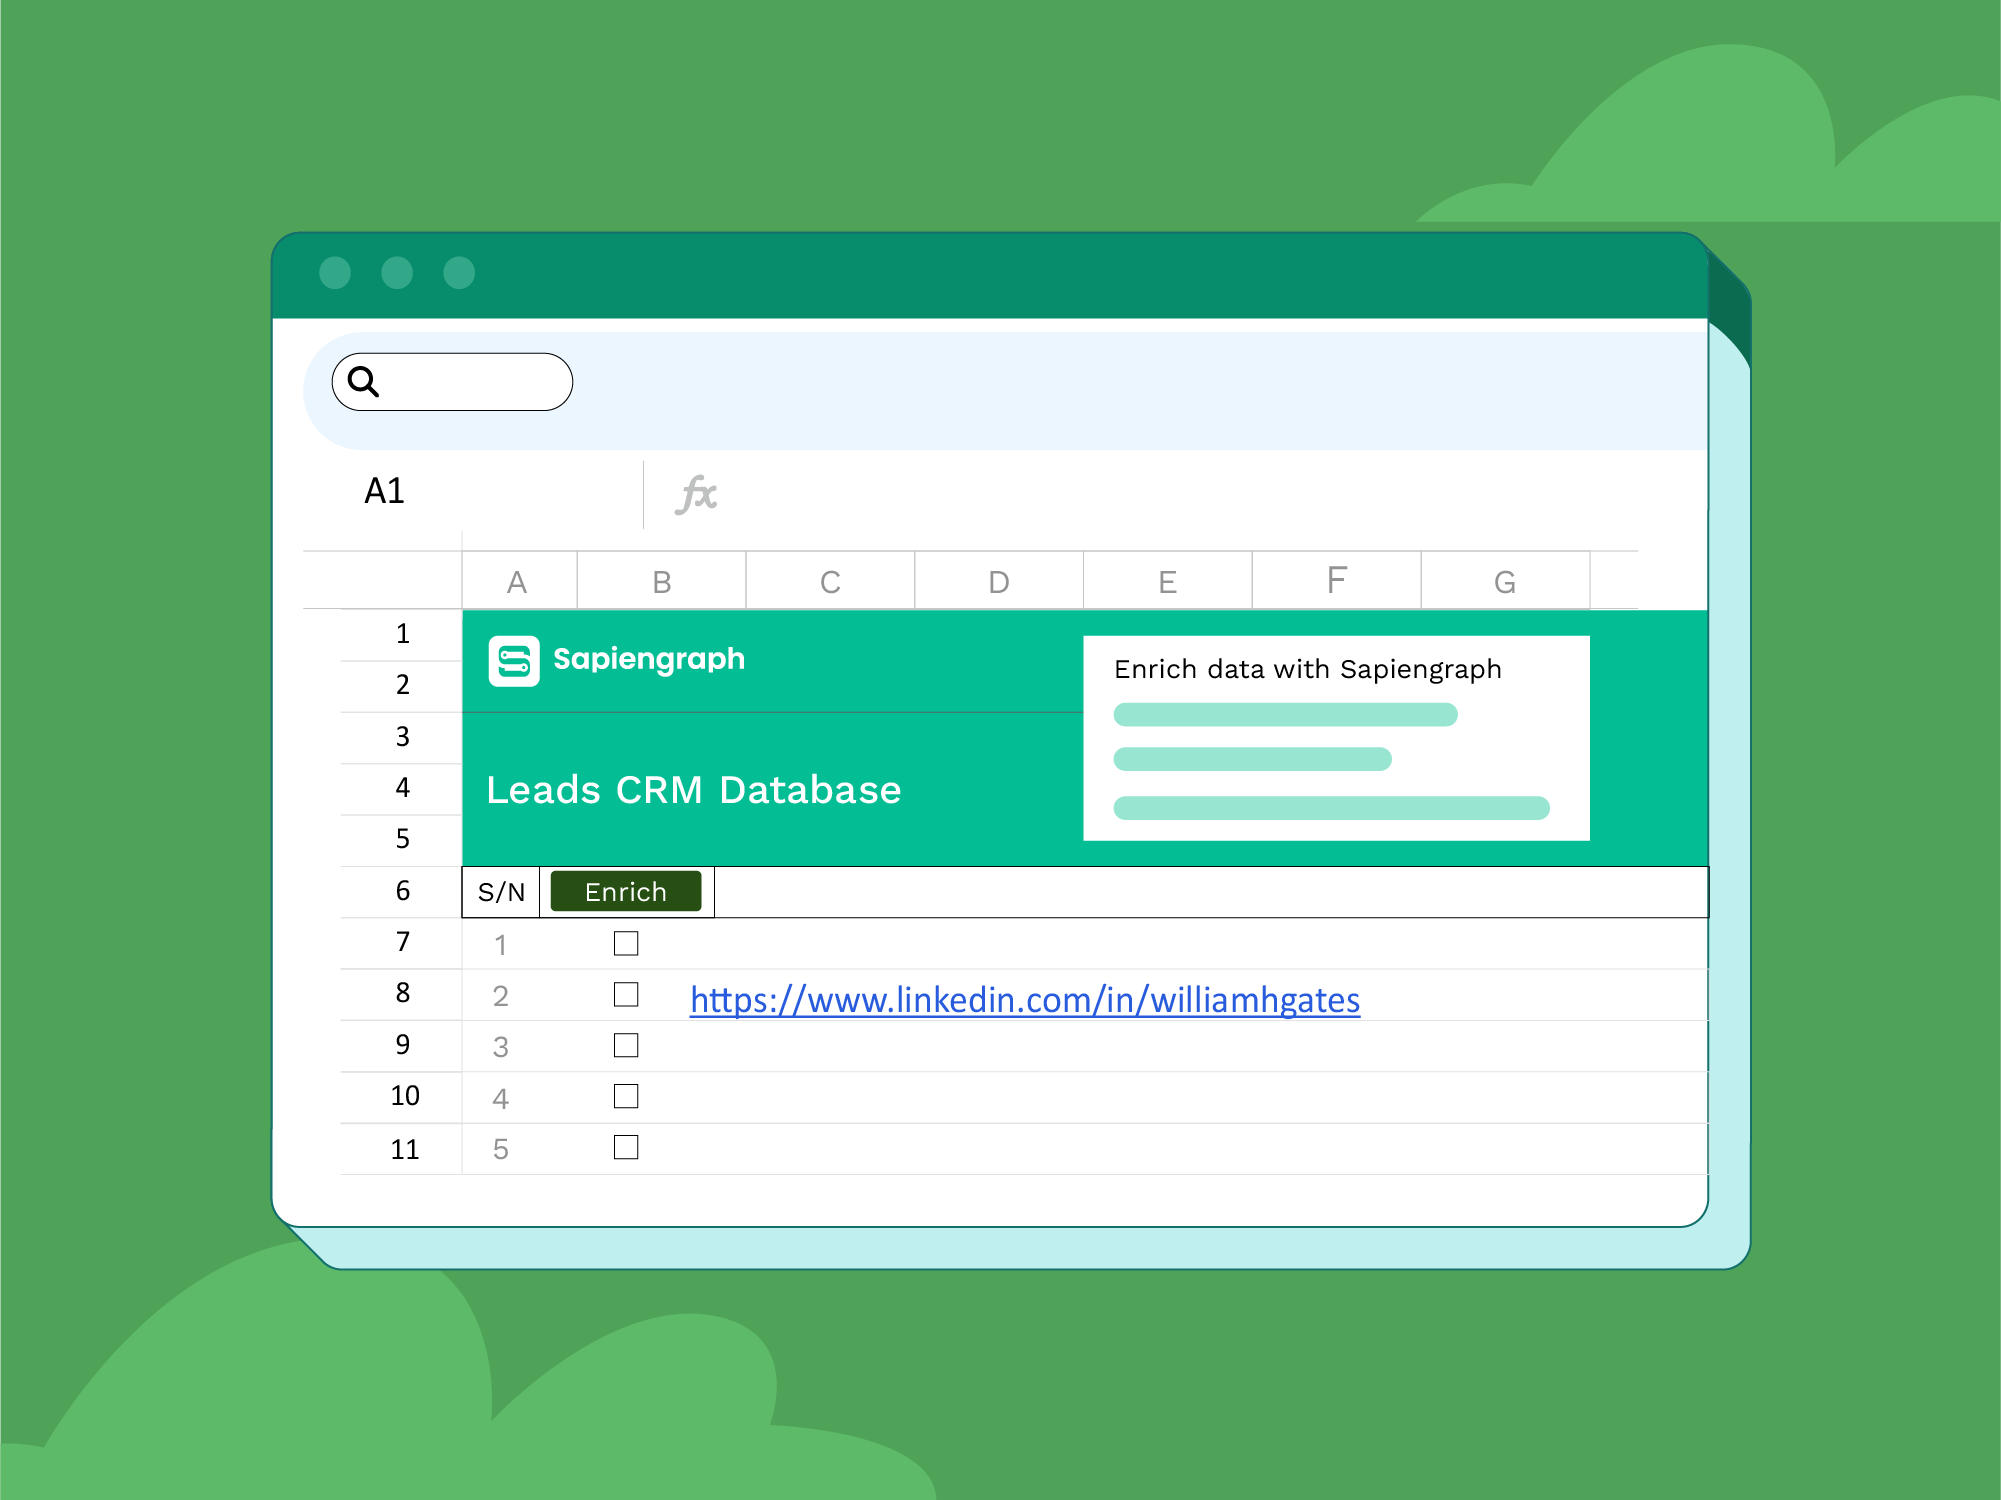 A1
fx
A B C D E F G
1
Sapiengraph
Enrich data with Sapiengraph
2
3
4
Leads CRM Database
5
6 S/N Enrich
7 1
8 2 https://www.linkedin.com/in/williamhgates
9 3
10 4
11 5